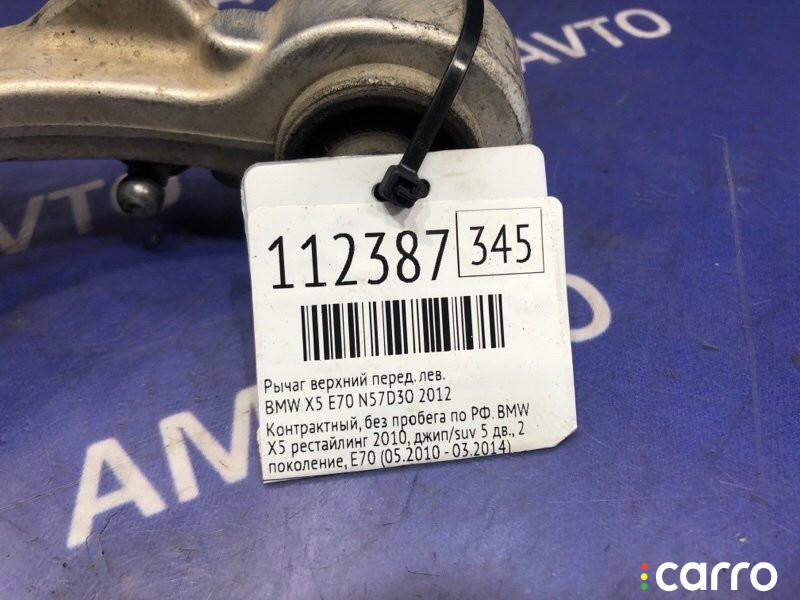 AVTO
AVTO
112387 345
Рычаг верхний перед. лев.
BMW X5 E70 N57D30 2012
Контрактный, без пробега по РФ. BMW
X5 рестайлинг 2010, джип/suv 5 дв., 2
поколение, E70 (05.2010 - 03.2014)
carro